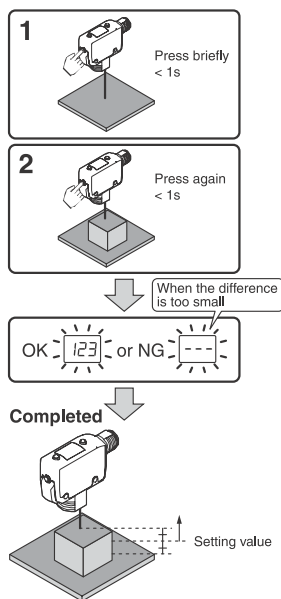 1
Press briefly
< 1s
2
Press again
< 1s
When the difference
is too small
OK 123 or NG ---
Completed
Setting value